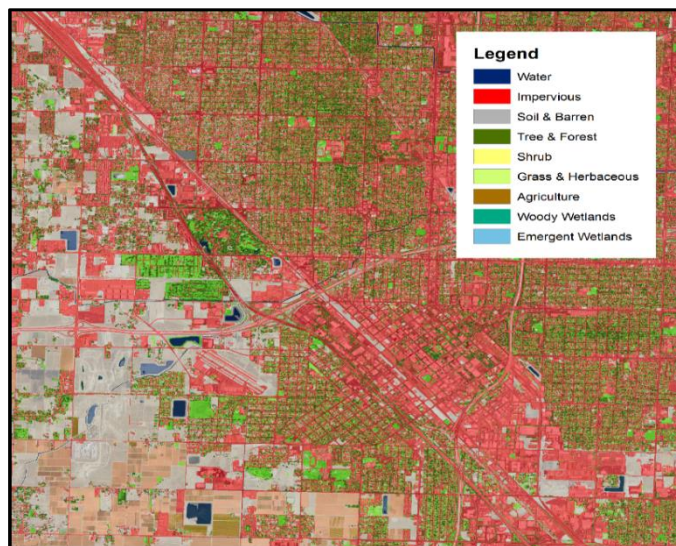 Legend
Water
Impervious
Soil & Barren
Tree & Forest
Shrub
Grass & Herbaceous
Agriculture
Woody Wetlands
Emergent Wetlands